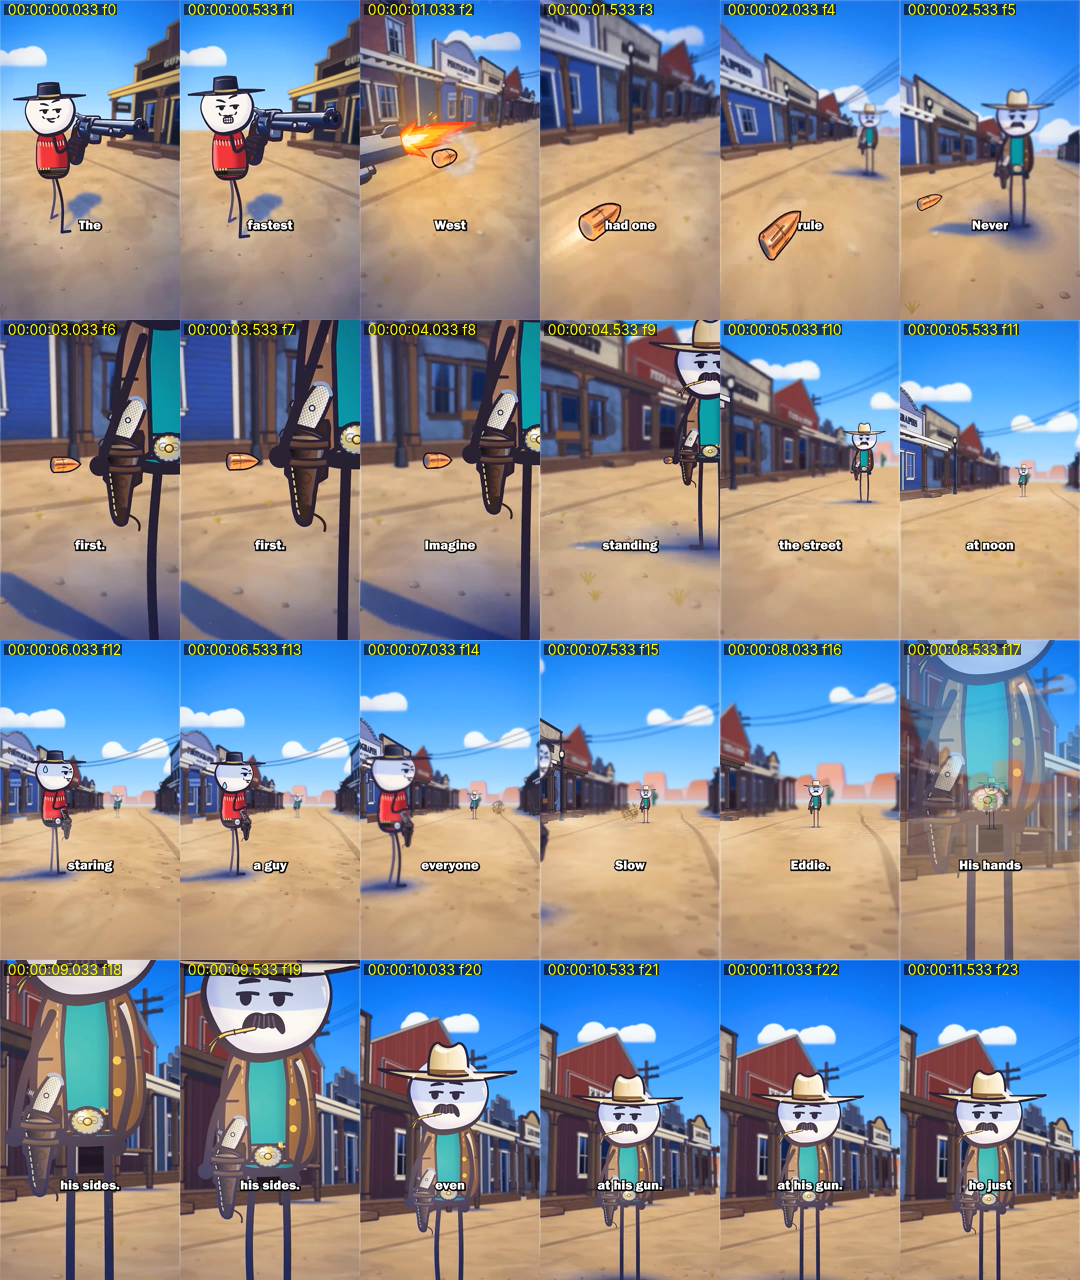 00:00:00.033 f0
The
00:00:00.533 f1
fastest
00:00:01.033 f2
West
00:00:01.533 f3
had one
00:00:02.033 f4
rule
00:00:02.533 f5
Never
00:00:03.033 f6
first.
00:00:03.533 f7
first.
00:00:04.033 f8
Imagine
00:00:04.533 f9
standing
00:00:05.033 f10
the street
00:00:05.533 f11
at noon
00:00:06.033 f12
staring
00:00:06.533 f13
a guy
00:00:07.033 f14
everyone
00:00:07.533 f15
Slow
00:00:08.033 f16
Eddie.
00:00:08.533 f17
His hands
00:00:09.033 f18
his sides.
00:00:09.533 f19
his sides.
00:00:10.033 f20
even
00:00:10.533 f21
at his gun.
00:00:11.033 f22
at his gun.
00:00:11.533 f23
he just